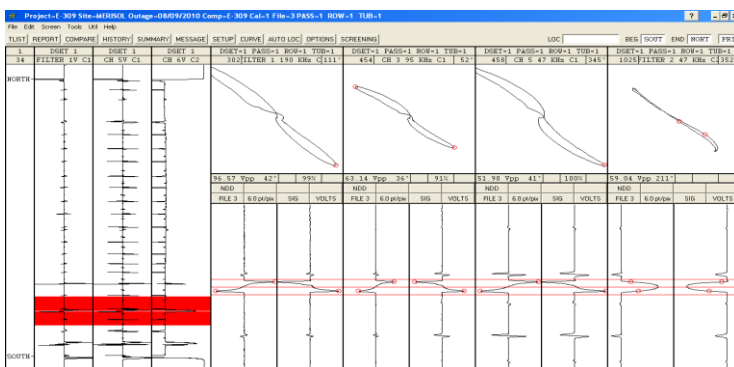 Project=E-309 Site=MERISOL Outage=08/09/2010 Comp=E-309 Cal=1 File=3 PASS=1 ROW=1 TUB=1 ?
File Edit Screen Tools Util Help
TLIST REPORT COMPARE HISTORY SUMMARY MESSAGE SETUP CURVE AUTO LOC OPTIONS SCREENING LOC BEG SOUT END NORT PRI
1 DSET 1 DSET 1 DSET 1 DSET=1 PASS=1 ROW=1 TUB=1 DSET=1 PASS=1 ROW=1 TUB=1 DSET=1 PASS=1 ROW=1 TUB=1 DSET=1 PASS=1 ROW=1 TUB=1
34 FILTER 1V C1 CH 5V C1 CH 6V C2 302 FILTER 1 190 KHz C 111° 454 CH 3 95 KHz C1 52° 458 CH 5 47 KHz C1 345° 1025 FILTER 2 47 KHz C2 352
NORTH
96.57 Vpp 42° 99% 63.14 Vpp 36° 91% 51.90 Vpp 41° 100% 59.04 Vpp 211°
NDD NDD NDD NDD
FILE 3 6.0 pt/pix SIG VOLTS FILE 3 6.0 pt/pix SIG VOLTS FILE 3 6.0 pt/pix SIG VOLTS FILE 3 6.0 pt/pix SIG VOLTS
SOUTH